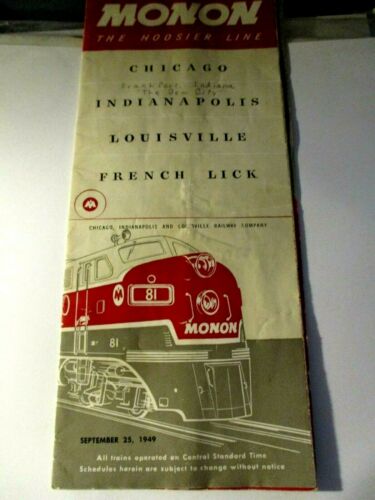 MONON
THE HOOSIER LINE
CHICAGO
Frankfort Indiana
"The Gem City"
INDIANAPOLIS
LOUISVILLE
FRENCH LICK
CHICAGO, INDIANAPOLIS AND LOUISVILLE RAILWAY COMPANY
81
MONON
81
SEPTEMBER 25, 1949
All trains operated on Central Standard Time
Schedules herein are subject to change without notice